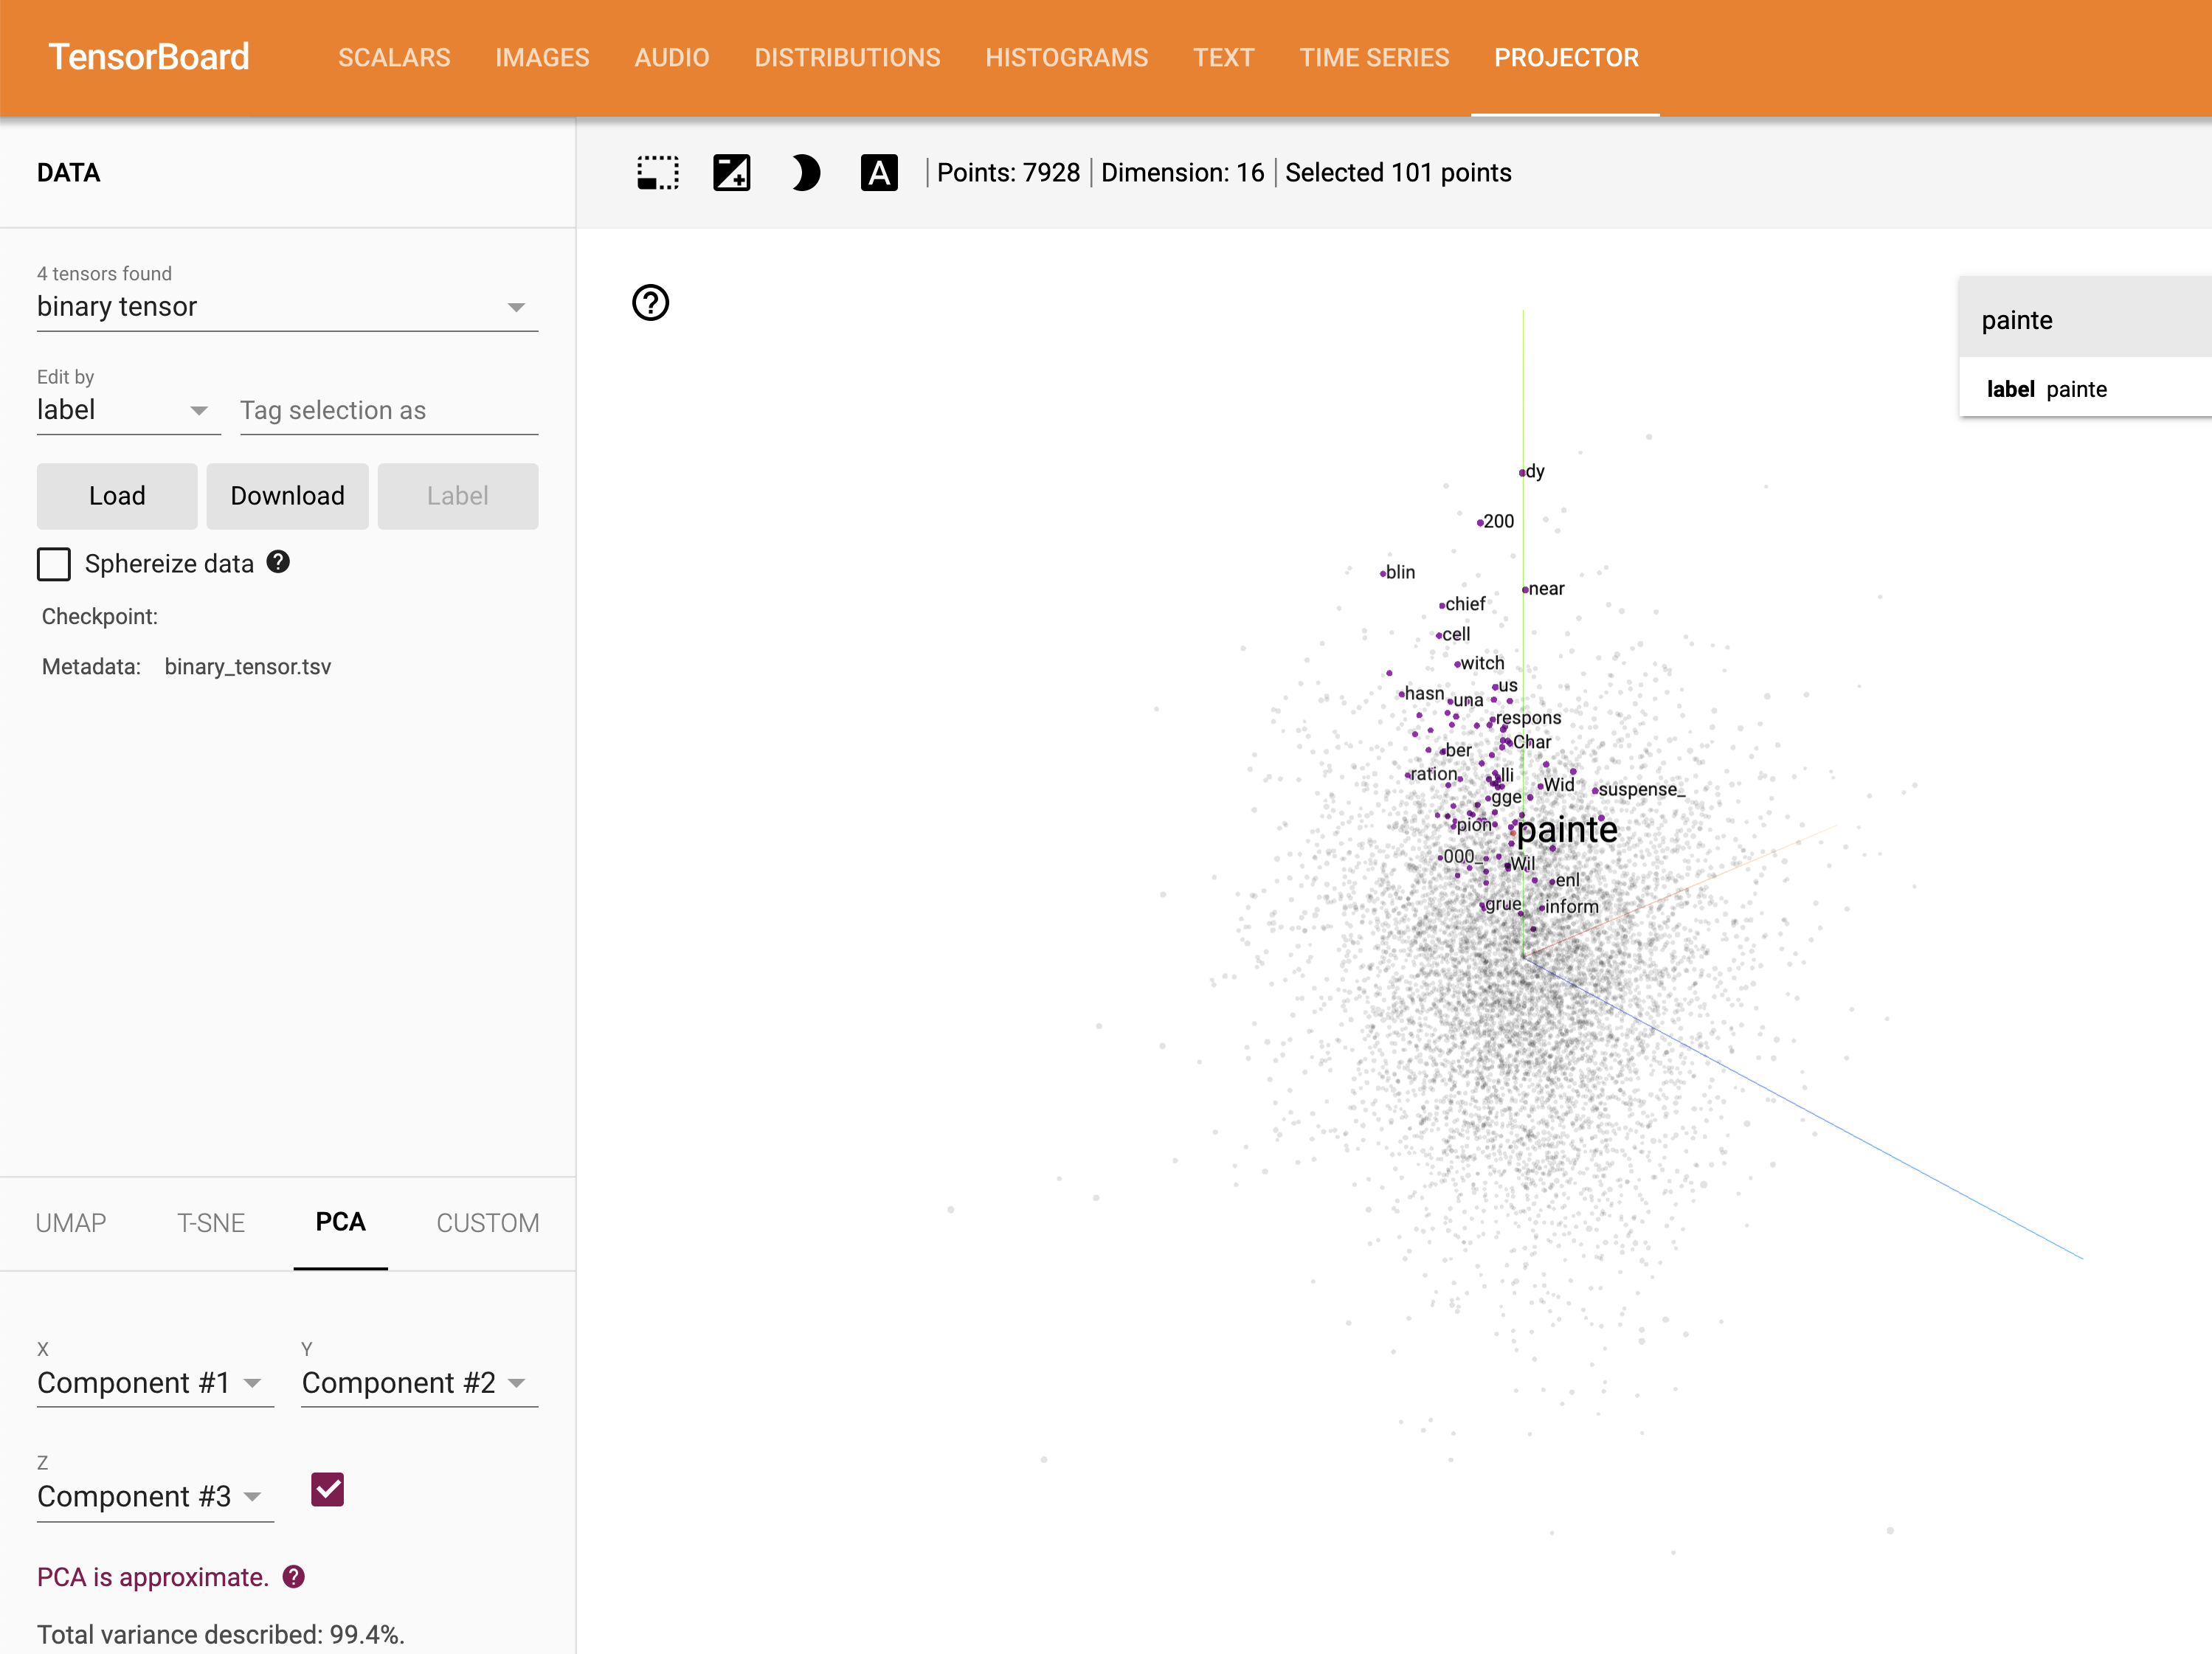 TensorBoard SCALARS IMAGES AUDIO DISTRIBUTIONS HISTOGRAMS TEXT TIME SERIES PROJECTOR
DATA
A Points: 7928 Dimension: 16 Selected 101 points
4 tensors found
binary tensor
Edit by
label Tag selection as
Load Download Label
Sphereize data
Checkpoint:
Metadata: binary_tensor.tsv
painte
label painte
dy
200
blin
near
chief
cell
witch
us
hasn
una
respons
Char
ber
ration
lli
Wid
suspense_
gge
pion
painte
000_
Wil
enl
grue
inform
UMAP T-SNE PCA CUSTOM
X Y
Component #1 Component #2
Z
Component #3
PCA is approximate.
Total variance described: 99.4%.